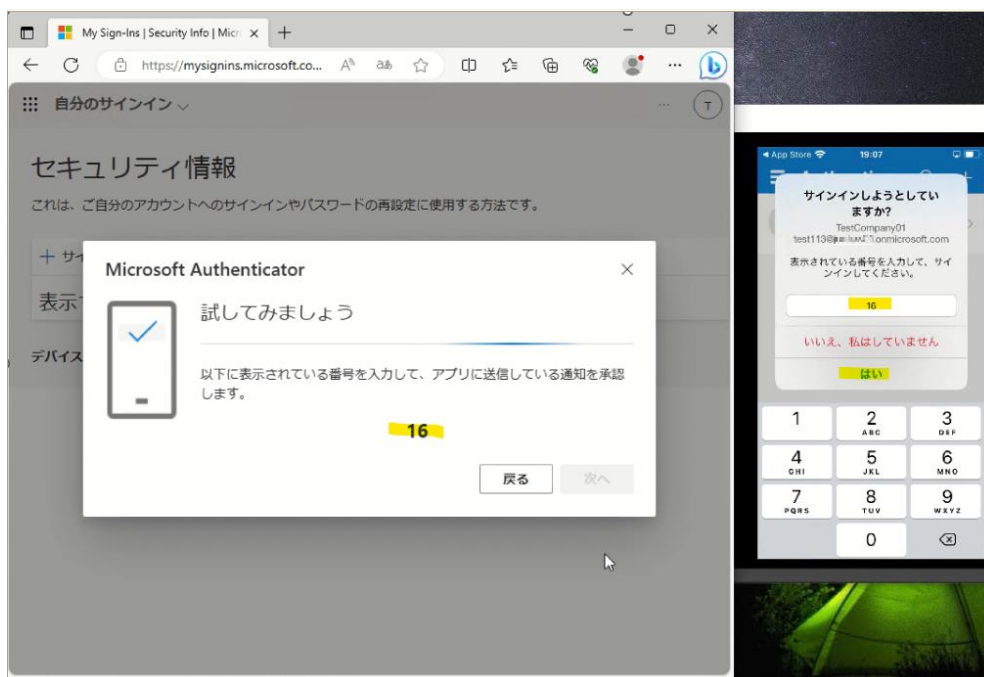 My Sign-Ins | Security Info | Micr
https://mysignins.microsoft.co...
自分のサインイン
T
セキュリティ情報
これは、ご自分のアカウントへのサインインやパスワードの再設定に使用する方法です。
＋ サ
表示
デバイス
Microsoft Authenticator
試してみましょう
以下に表示されている番号を入力して、アプリに送信している通知を承認
します。
16
戻る
次へ
App Store
19:07
サインインしようとしてい
ますか?
TestCompany01
test113@
onmicrosoft.com
表示されている番号を入力して、サイ
ンインしてください。
16
いいえ、私はしていません
はい
1
2
ABC
3
DEF
4
GHI
5
JKL
6
MNO
7
PQRS
8
TUV
9
WXYZ
0